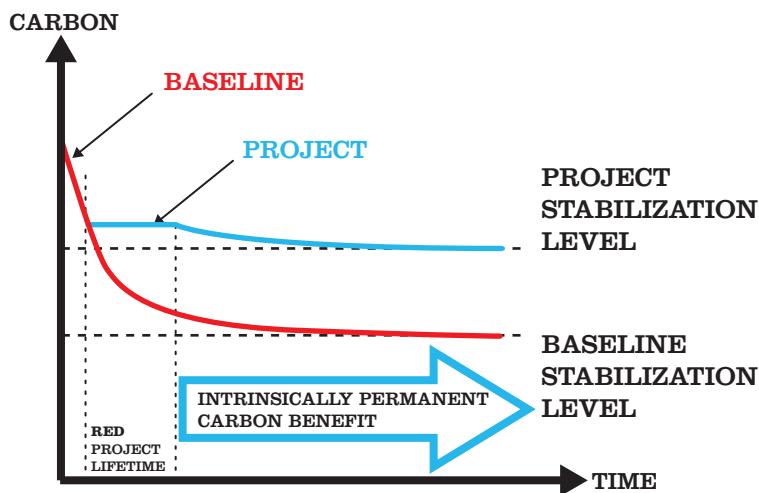 CARBON
BASELINE
PROJECT
PROJECT
STABILIZATION
LEVEL
BASELINE
STABILIZATION
LEVEL
INTRINSICALLY PERMANENT
CARBON BENEFIT
RED
PROJECT
LIFETIME
TIME